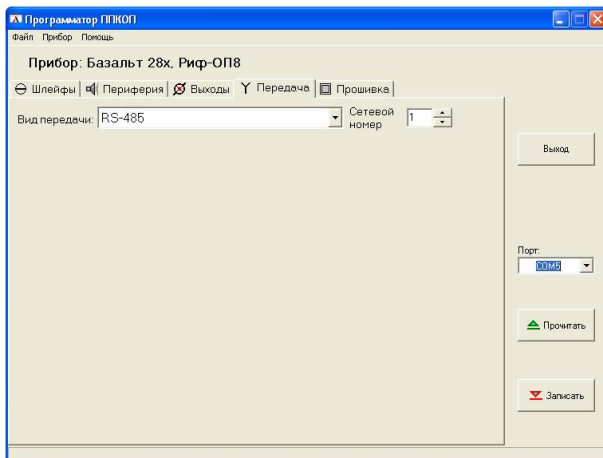 Программатор ППКОП
Файл Прибор Помощь
Прибор: Базальт 28х, Риф-ОП8
Шлейфы Периферия Выходы Передача Прошивка
Вид передачи: RS-485 Сетевой номер 1
Выход
Порт:
COM5
Прочитать
Записать